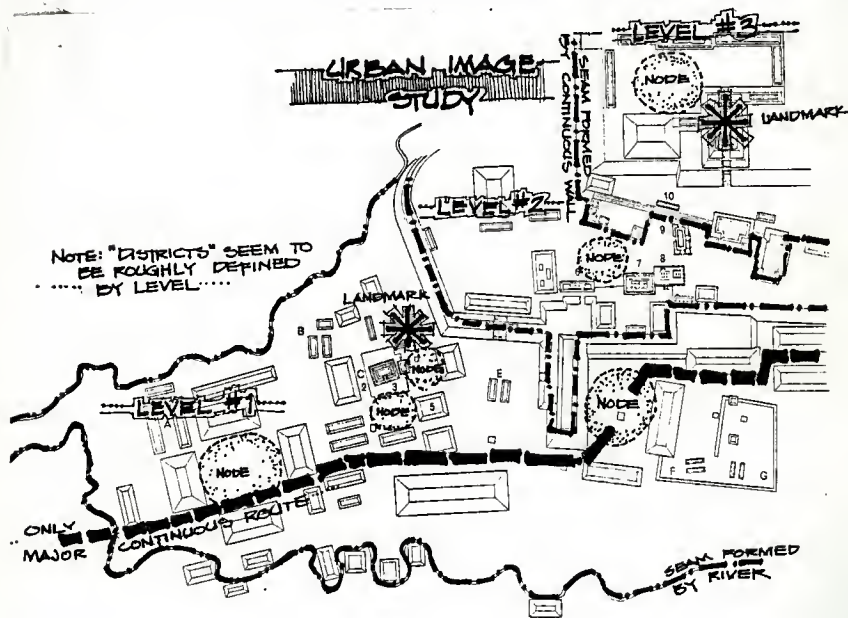 URBAN IMAGE
STUDY
LEVEL #3
NODE
LANDMARK
SEAM FORMED
BY CONTINUOUS WALL
LEVEL #2
10
9
NODE
7
8
NOTE: "DISTRICTS" SEEM TO
BE ROUGHLY DEFINED
..... BY LEVEL.....
LANDMARK
B
C
2
3
NODE
E
NODE
5
NODE
LEVEL #1
A
NODE
F
G
ONLY
MAJOR CONTINUOUS ROUTE
SEAM FORMED
BY RIVER